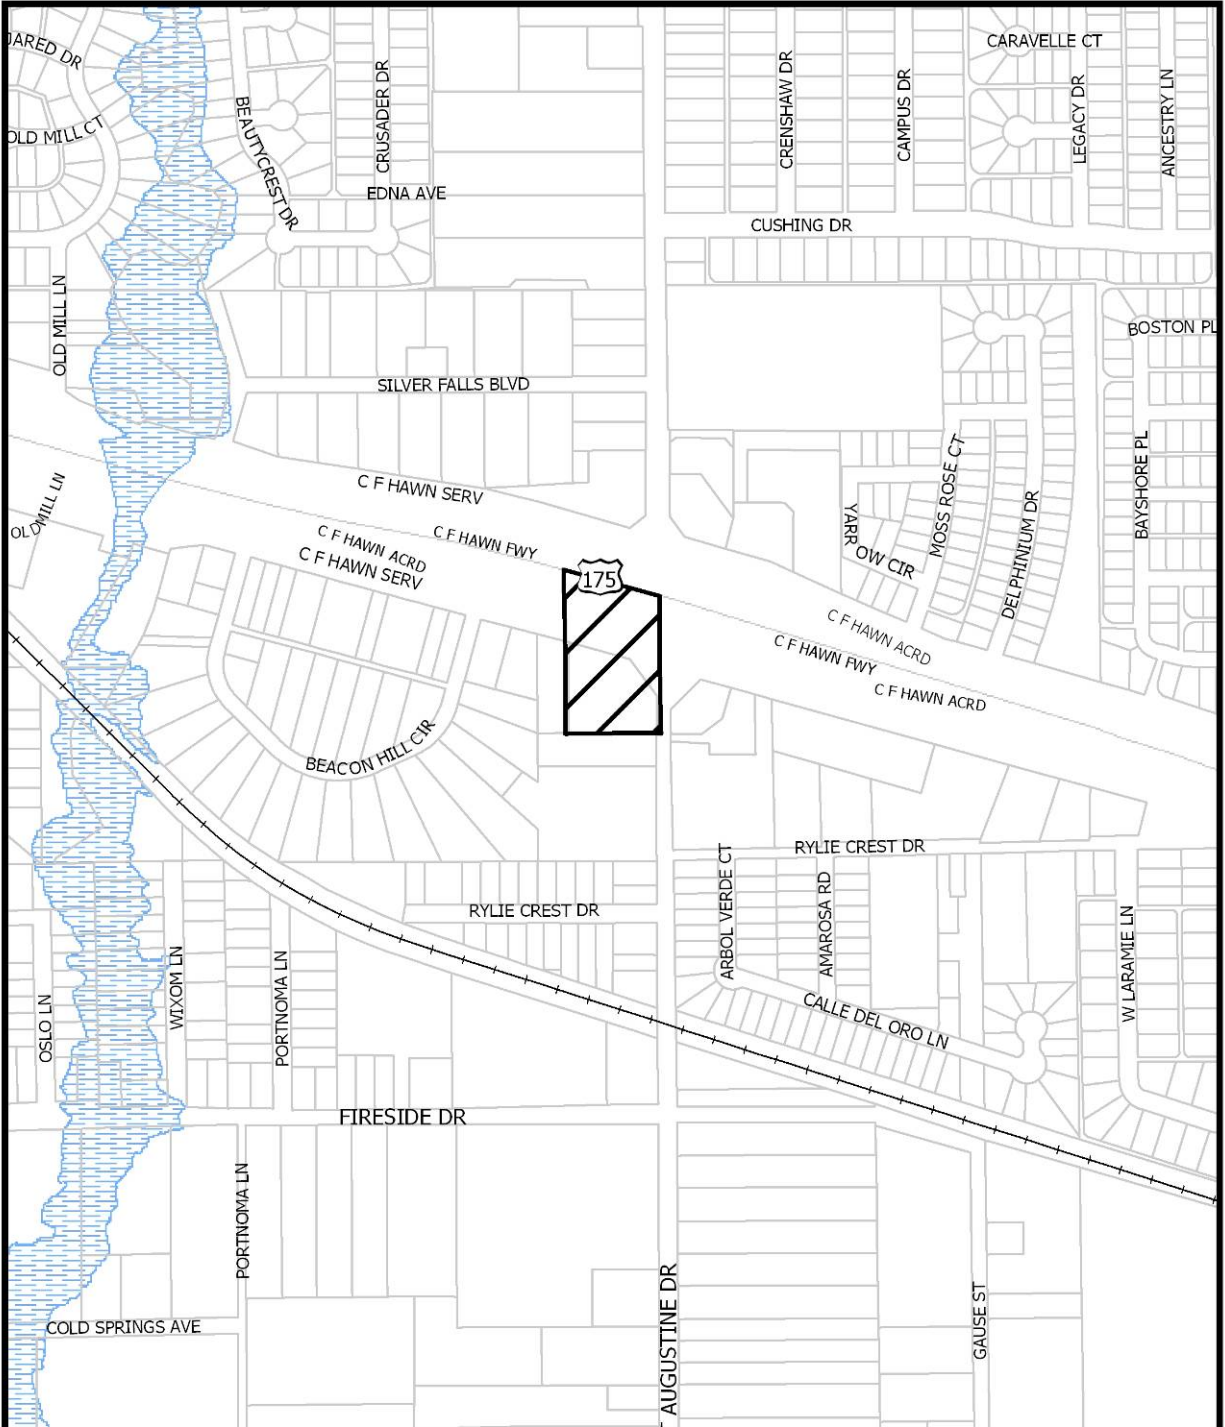 CARAVELLE CT
JARED DR
OLD MILL CT
BEAUTYCREST DR
CRUSADER DR
CRENSHAW DR
CAMPUS DR
LEGACY DR
ANCESTRY LN
EDNA AVE
CUSHING DR
OLD MILL LN
BOSTON PL
SILVER FALLS BLVD
C F HAWN SERV
MOSS ROSE CT
BAYSHORE PL
OLD MILL LN
C F HAWN FWY
C F HAWN ACRD
C F HAWN SERV
YARROW CIR
DELPHINIUM DR
175
C F HAWN ACRD
C F HAWN FWY
C F HAWN ACRD
BEACON HILL CIR
RYLIE CREST DR
ARBOL VERDE CT
AMAROSA RD
RYLIE CREST DR
W LARAMIE LN
WIXOM LN
PORTNOMA LN
OSLO LN
CALLE DEL ORO LN
FIRESIDE DR
PORTNOMA LN
AUGUSTINE DR
GAUSE ST
COLD SPRINGS AVE